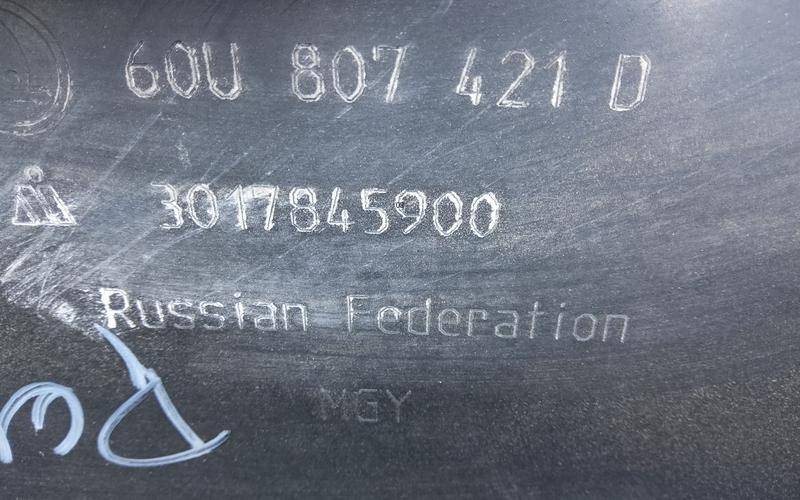 60U 807 421 D
3017845900
Russian Federation
MGY